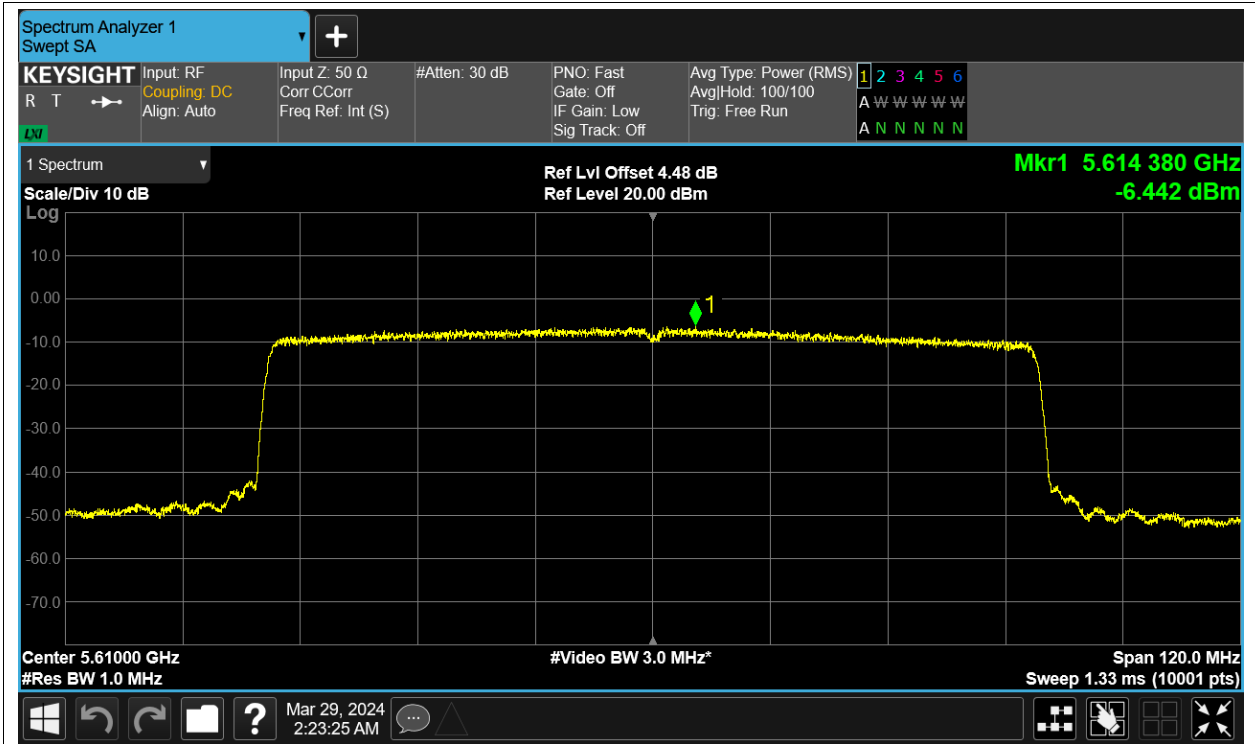 Spectrum Analyzer 1
Swept SA
KEYSIGHT
R T
LXI
Input: RF
Coupling: DC
Align: Auto
Input Z: 50 Ω
Corr CCorr
Freq Ref: Int (S)
#Atten: 30 dB
PNO: Fast
Gate: Off
IF Gain: Low
Sig Track: Off
Avg Type: Power (RMS)
Avg|Hold: 100/100
Trig: Free Run
1 2 3 4 5 6
A W W W W W
A N N N N N
1 Spectrum
Scale/Div 10 dB
Ref Lvl Offset 4.48 dB
Ref Level 20.00 dBm
Mkr1 5.614 380 GHz
-6.442 dBm
Log
10.0
0.00
-10.0
-20.0
-30.0
-40.0
-50.0
-60.0
-70.0
1
Center 5.61000 GHz
#Res BW 1.0 MHz
#Video BW 3.0 MHz*
Span 120.0 MHz
Sweep 1.33 ms (10001 pts)
?
Mar 29, 2024
2:23:25 AM